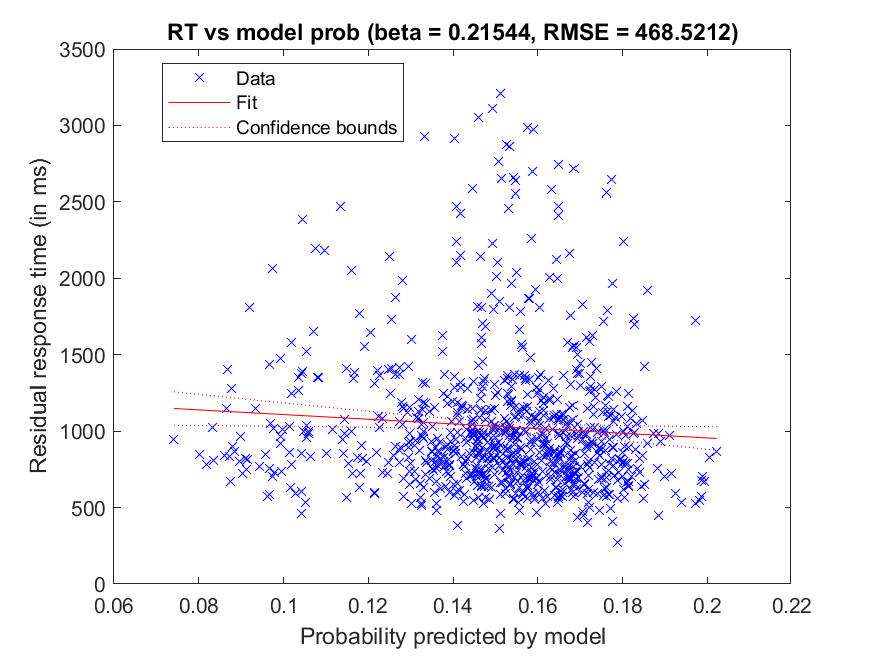 RT vs model prob (beta = 0.21544, RMSE = 468.5212)
3500
3000
2500
2000
1500
1000
500
0
Residual response time (in ms)
Data
Fit
Confidence bounds
0.06 0.08 0.1 0.12 0.14 0.16 0.18 0.2 0.22
Probability predicted by model